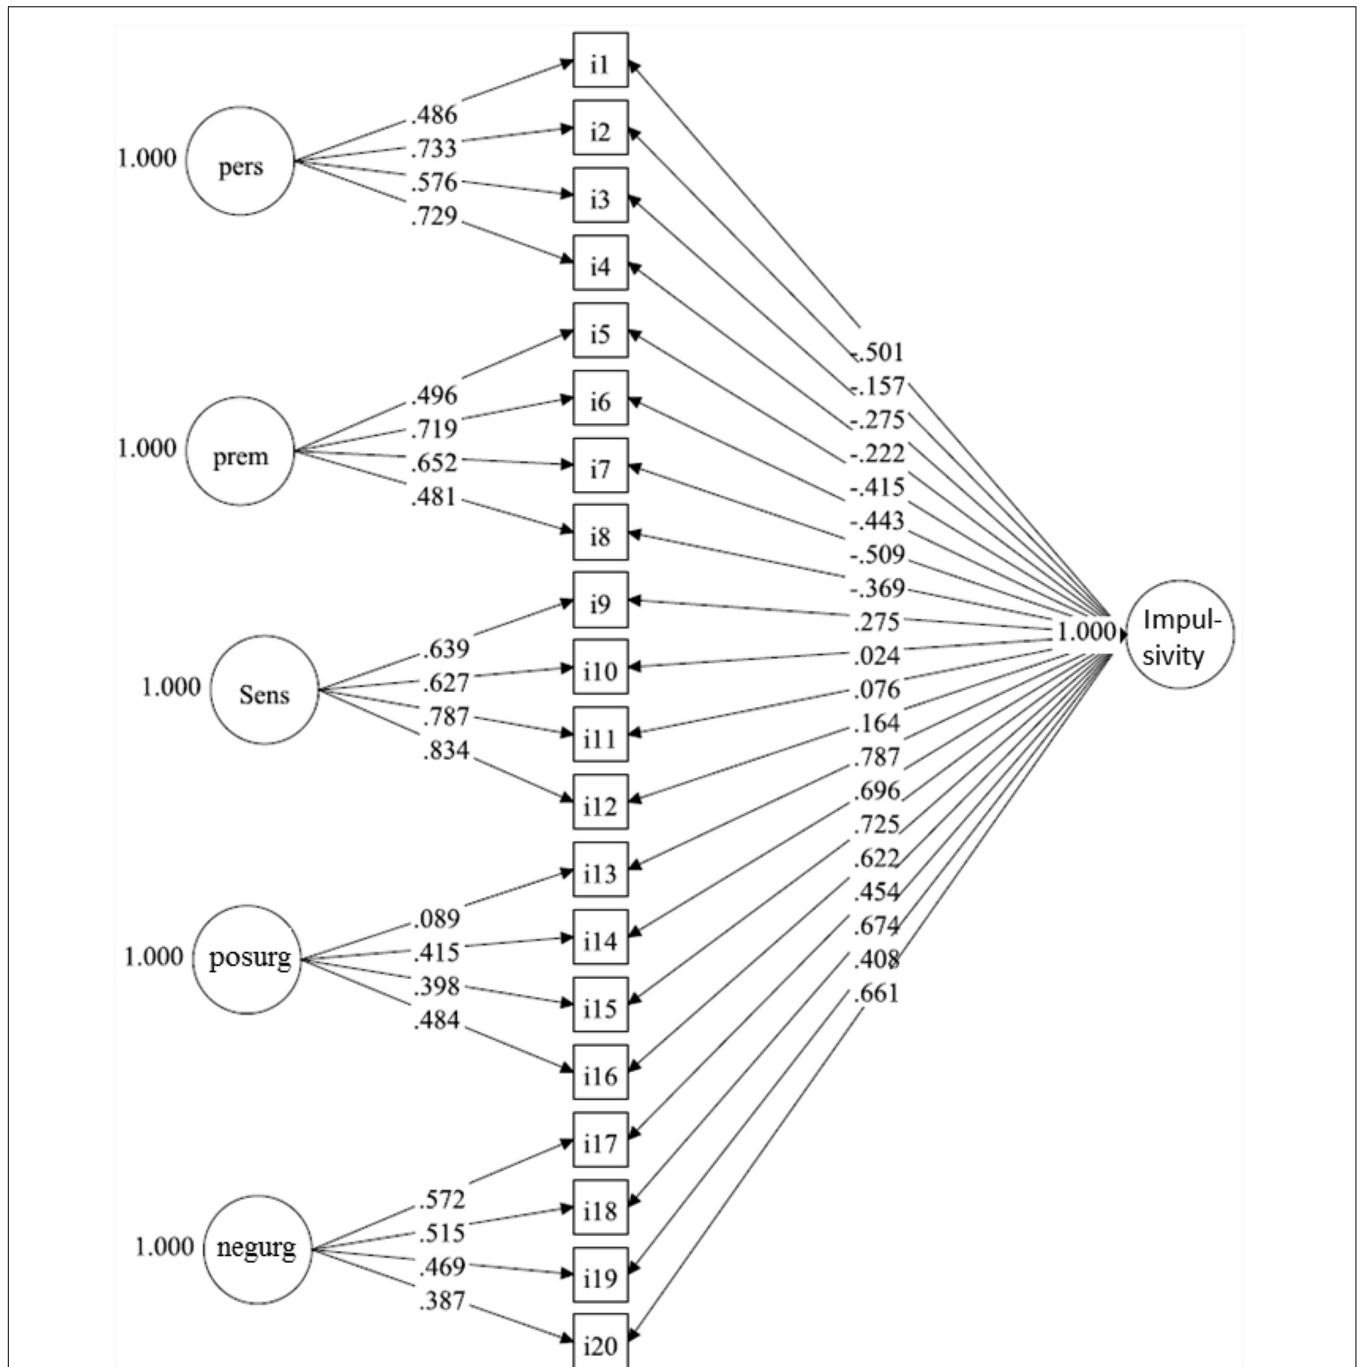 i1
.486
i2
1.000
pers
.733
.576
i3
.729
i4
i5
-.501
.496
-.157
i6
-.275
1.000
prem
.719
-.222
.652
i7
-.415
.481
-.443
i8
-.509
-.369
i9
.275
1.000
Impul-
sivity
.639
.024
i10
1.000
Sens
.627
.076
.787
i11
.164
.834
.787
i12
.696
.725
i13
.622
.089
.454
1.000
posurg
.415
i14
.674
.398
.408
i15
.661
.484
i16
i17
.572
i18
1.000
negurg
.515
.469
i19
.387
i20